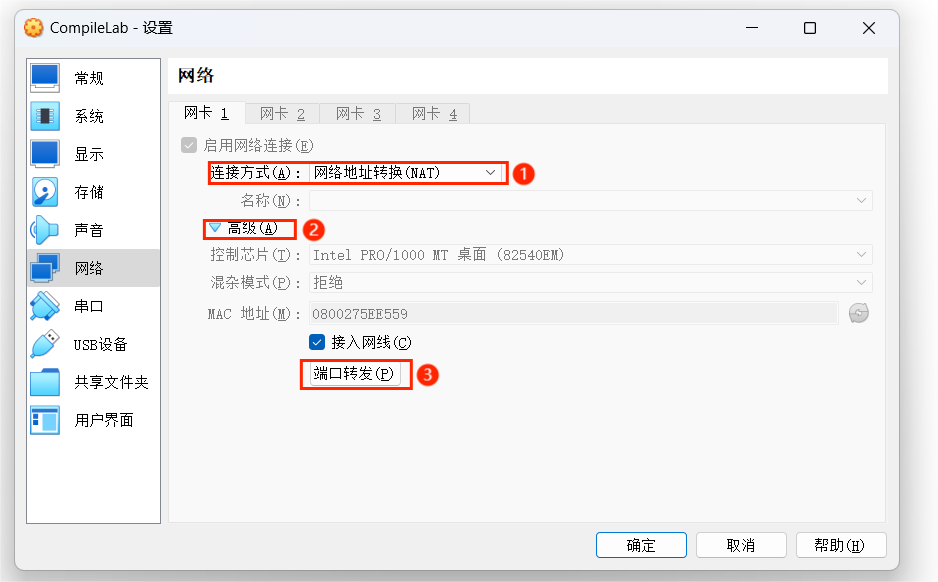 CompileLab - 设置
常规
系统
显示
存储
声音
网络
串口
USB设备
共享文件夹
用户界面
网络
网卡 1 网卡 2 网卡 3 网卡 4
启用网络连接(E)
连接方式(A)： 网络地址转换(NAT) 1
名称(N)：
高级(A) 2
控制芯片(T)： Intel PRO/1000 MT 桌面 (82540EM)
混杂模式(P)： 拒绝
MAC 地址(M)： 0800275EE559
接入网线(C)
端口转发(P) 3
确定 取消 帮助(H)